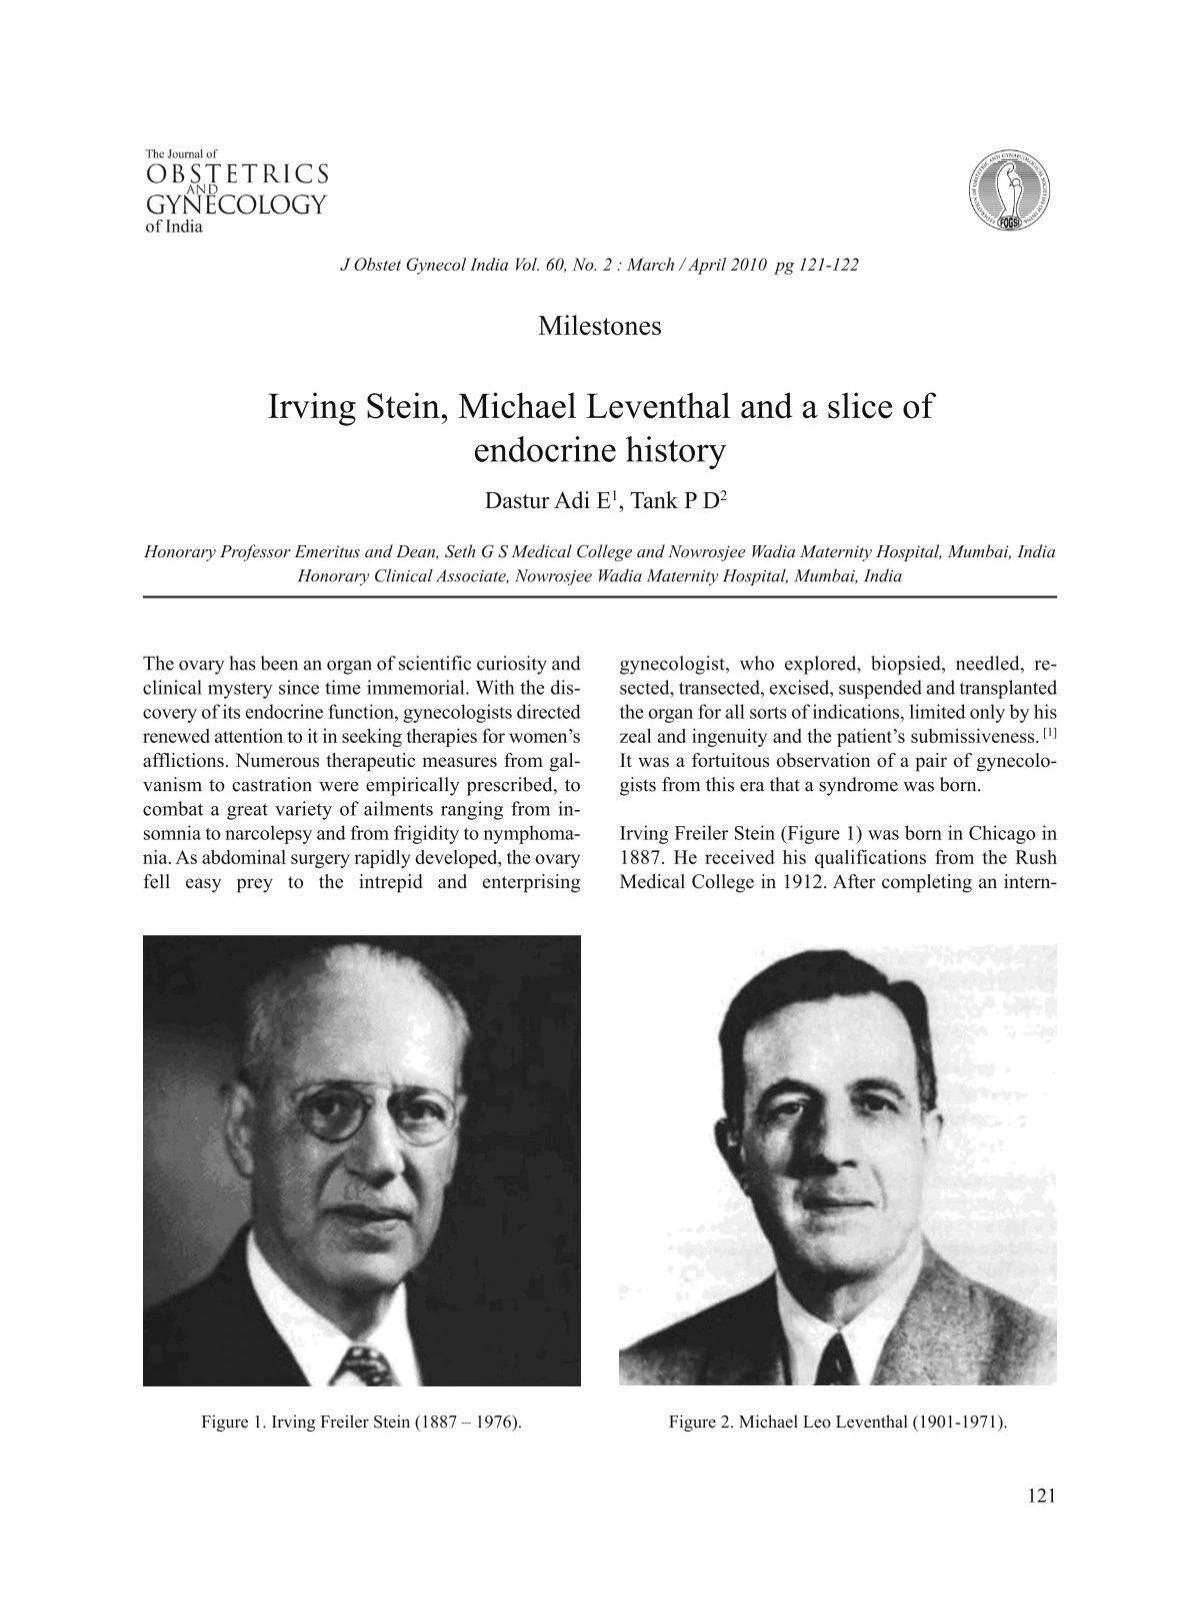 The Journal of
OBSTETRICS
AND
GYNECOLOGY
of India
FOGSI
J Obstet Gynecol India Vol. 60, No. 2 : March / April 2010 pg 121-122
Milestones
Irving Stein, Michael Leventhal and a slice of
endocrine history
Dastur Adi E¹, Tank P D²
Honorary Professor Emeritus and Dean, Seth G S Medical College and Nowrosjee Wadia Maternity Hospital, Mumbai, India
Honorary Clinical Associate, Nowrosjee Wadia Maternity Hospital, Mumbai, India
The ovary has been an organ of scientific curiosity and
clinical mystery since time immemorial. With the dis-
covery of its endocrine function, gynecologists directed
renewed attention to it in seeking therapies for women's
afflictions. Numerous therapeutic measures from gal-
vanism to castration were empirically prescribed, to
combat a great variety of ailments ranging from in-
somnia to narcolepsy and from frigidity to nymphoma-
nia. As abdominal surgery rapidly developed, the ovary
fell easy prey to the intrepid and enterprising
gynecologist, who explored, biopsied, needled, re-
sected, transected, excised, suspended and transplanted
the organ for all sorts of indications, limited only by his
zeal and ingenuity and the patient's submissiveness. [1]
It was a fortuitous observation of a pair of gynecolo-
gists from this era that a syndrome was born.
Irving Freiler Stein (Figure 1) was born in Chicago in
1887. He received his qualifications from the Rush
Medical College in 1912. After completing an intern-
Figure 1. Irving Freiler Stein (1887 – 1976).
Figure 2. Michael Leo Leventhal (1901-1971).
121